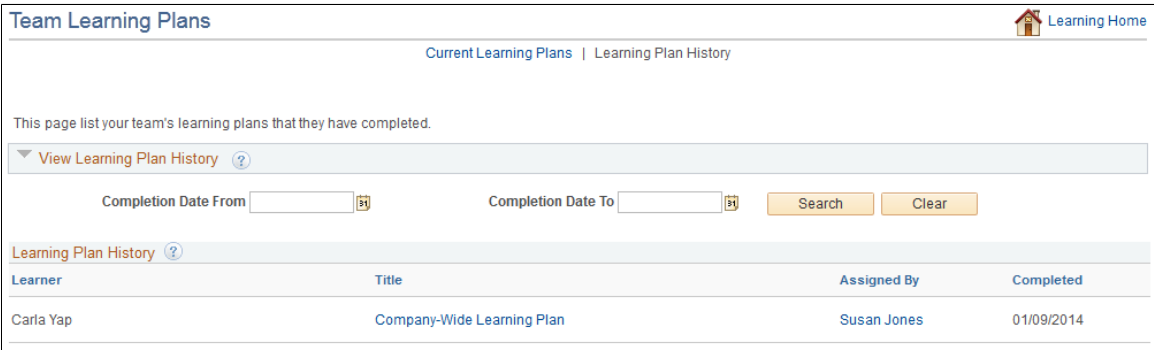 Team Learning Plans Learning Home
Current Learning Plans | Learning Plan History
This page list your team's learning plans that they have completed.
View Learning Plan History ?
Completion Date From 31 Completion Date To 31 Search Clear
Learning Plan History ?
Learner Title Assigned By Completed
Carla Yap Company-Wide Learning Plan Susan Jones 01/09/2014